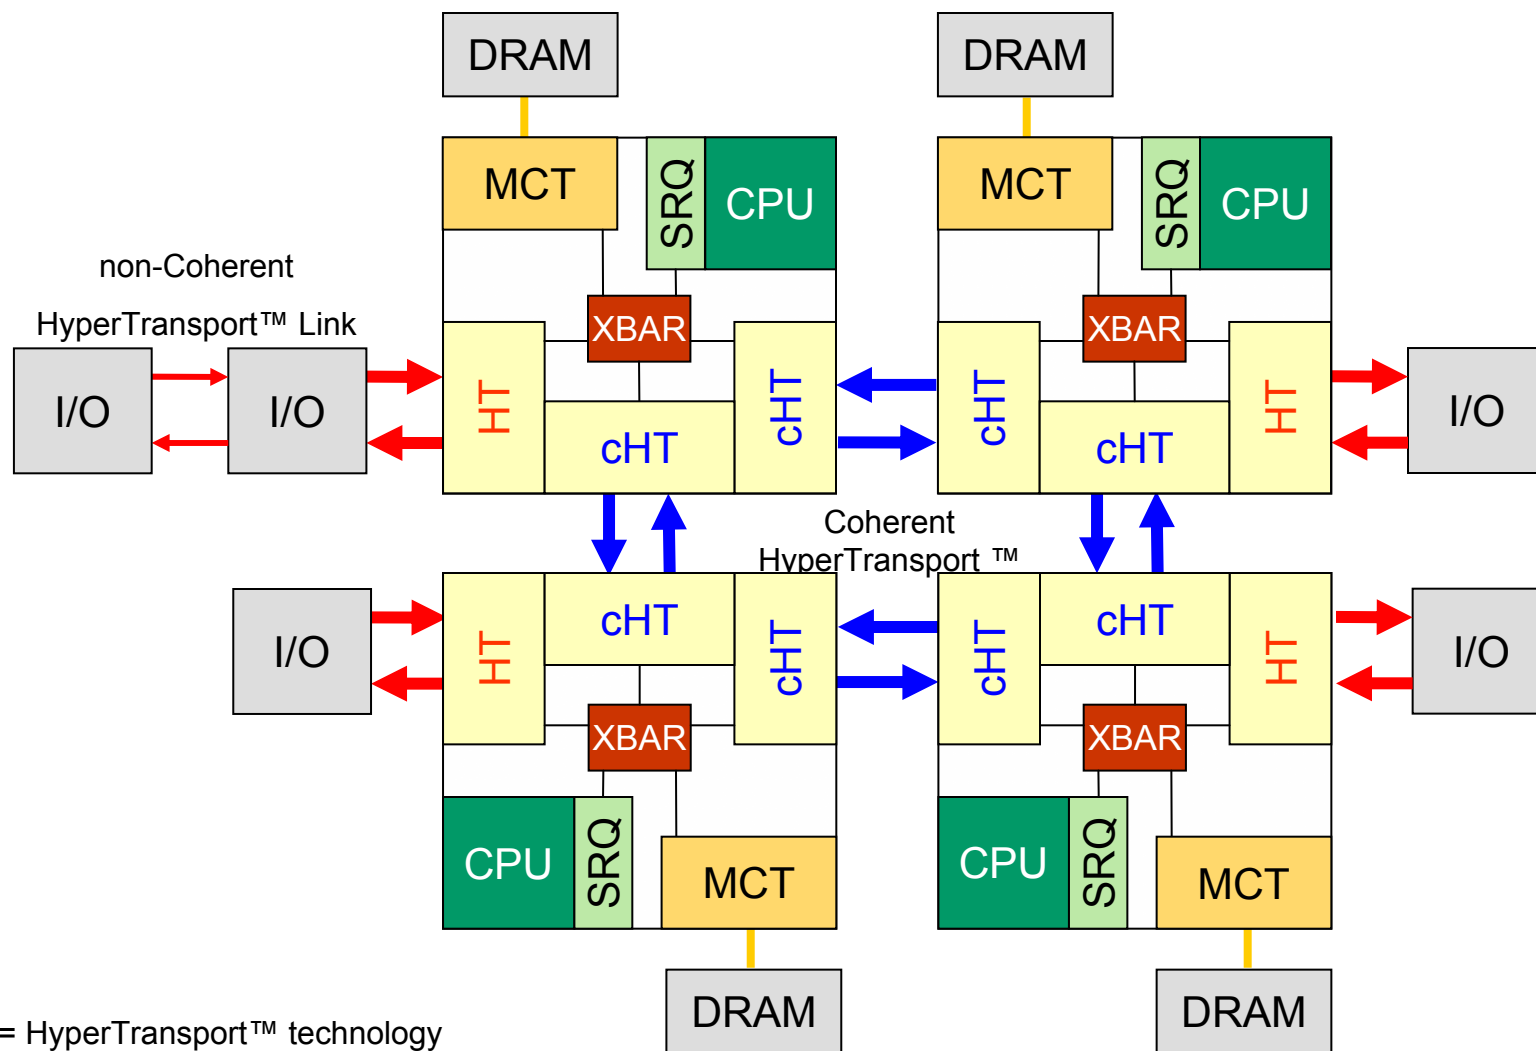 DRAM
DRAM
MCT
SRQ
CPU
MCT
SRQ
CPU
non-Coherent
HyperTransport™ Link
XBAR
XBAR
I/O
I/O
HT
cHT
cHT
cHT
cHT
HT
I/O
Coherent
HyperTransport ™
I/O
HT
cHT
cHT
cHT
cHT
HT
I/O
XBAR
XBAR
CPU
SRQ
MCT
CPU
SRQ
MCT
DRAM
DRAM
= HyperTransport™ technology